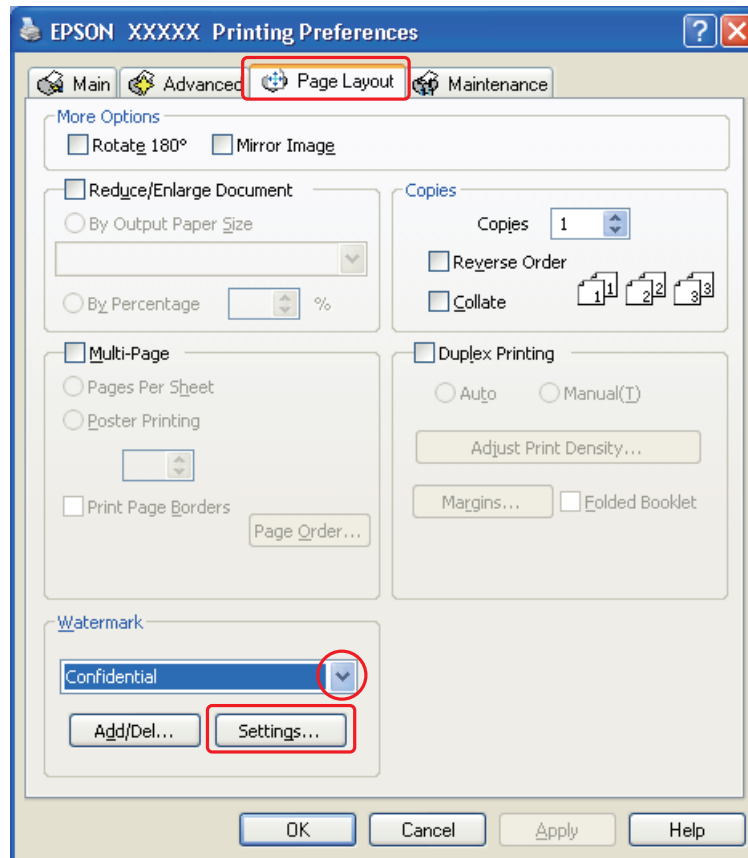 EPSON XXXXX Printing Preferences
Main
Advanced
Page Layout
Maintenance
More Options
Rotate 180°
Mirror Image
Reduce/Enlarge Document
By Output Paper Size
By Percentage
%
Copies
Copies 1
Reverse Order
Collate
1 1 2 2 3 3
Multi-Page
Pages Per Sheet
Poster Printing
Print Page Borders
Page Order...
Duplex Printing
Auto
Manual(T)
Adjust Print Density...
Margins...
Folded Booklet
Watermark
Confidential
Add/Del...
Settings...
OK
Cancel
Apply
Help